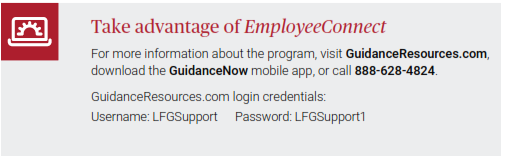 Take advantage of EmployeeConnect
For more information about the program, visit GuidanceResources.com,
download the GuidanceNow mobile app, or call 888-628-4824.
GuidanceResources.com login credentials:
Username: LFGSupport Password: LFGSupport1